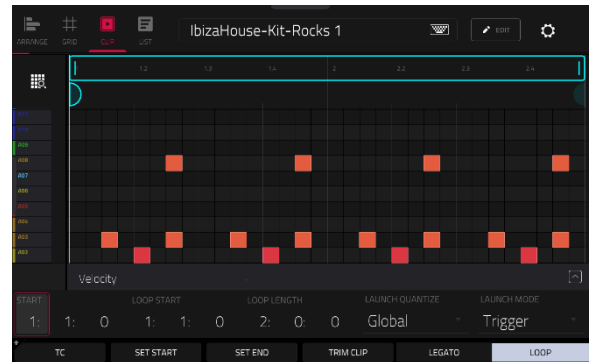 ARRANGE GRID CLIP LIST IbizaHouse-Kit-Rocks 1 EDIT
1.2 1.3 1.4 2 2.2 2.3 2.4
A11
A10
A09
A08
A07
A06
A05
A04
A03
A02
Velocity
START LOOP START LOOP LENGTH LAUNCH QUANTIZE LAUNCH MODE
1: 1: 0 1: 1: 0 2: 0: 0 Global Trigger
TC SET START SET END TRIM CLIP LEGATO LOOP